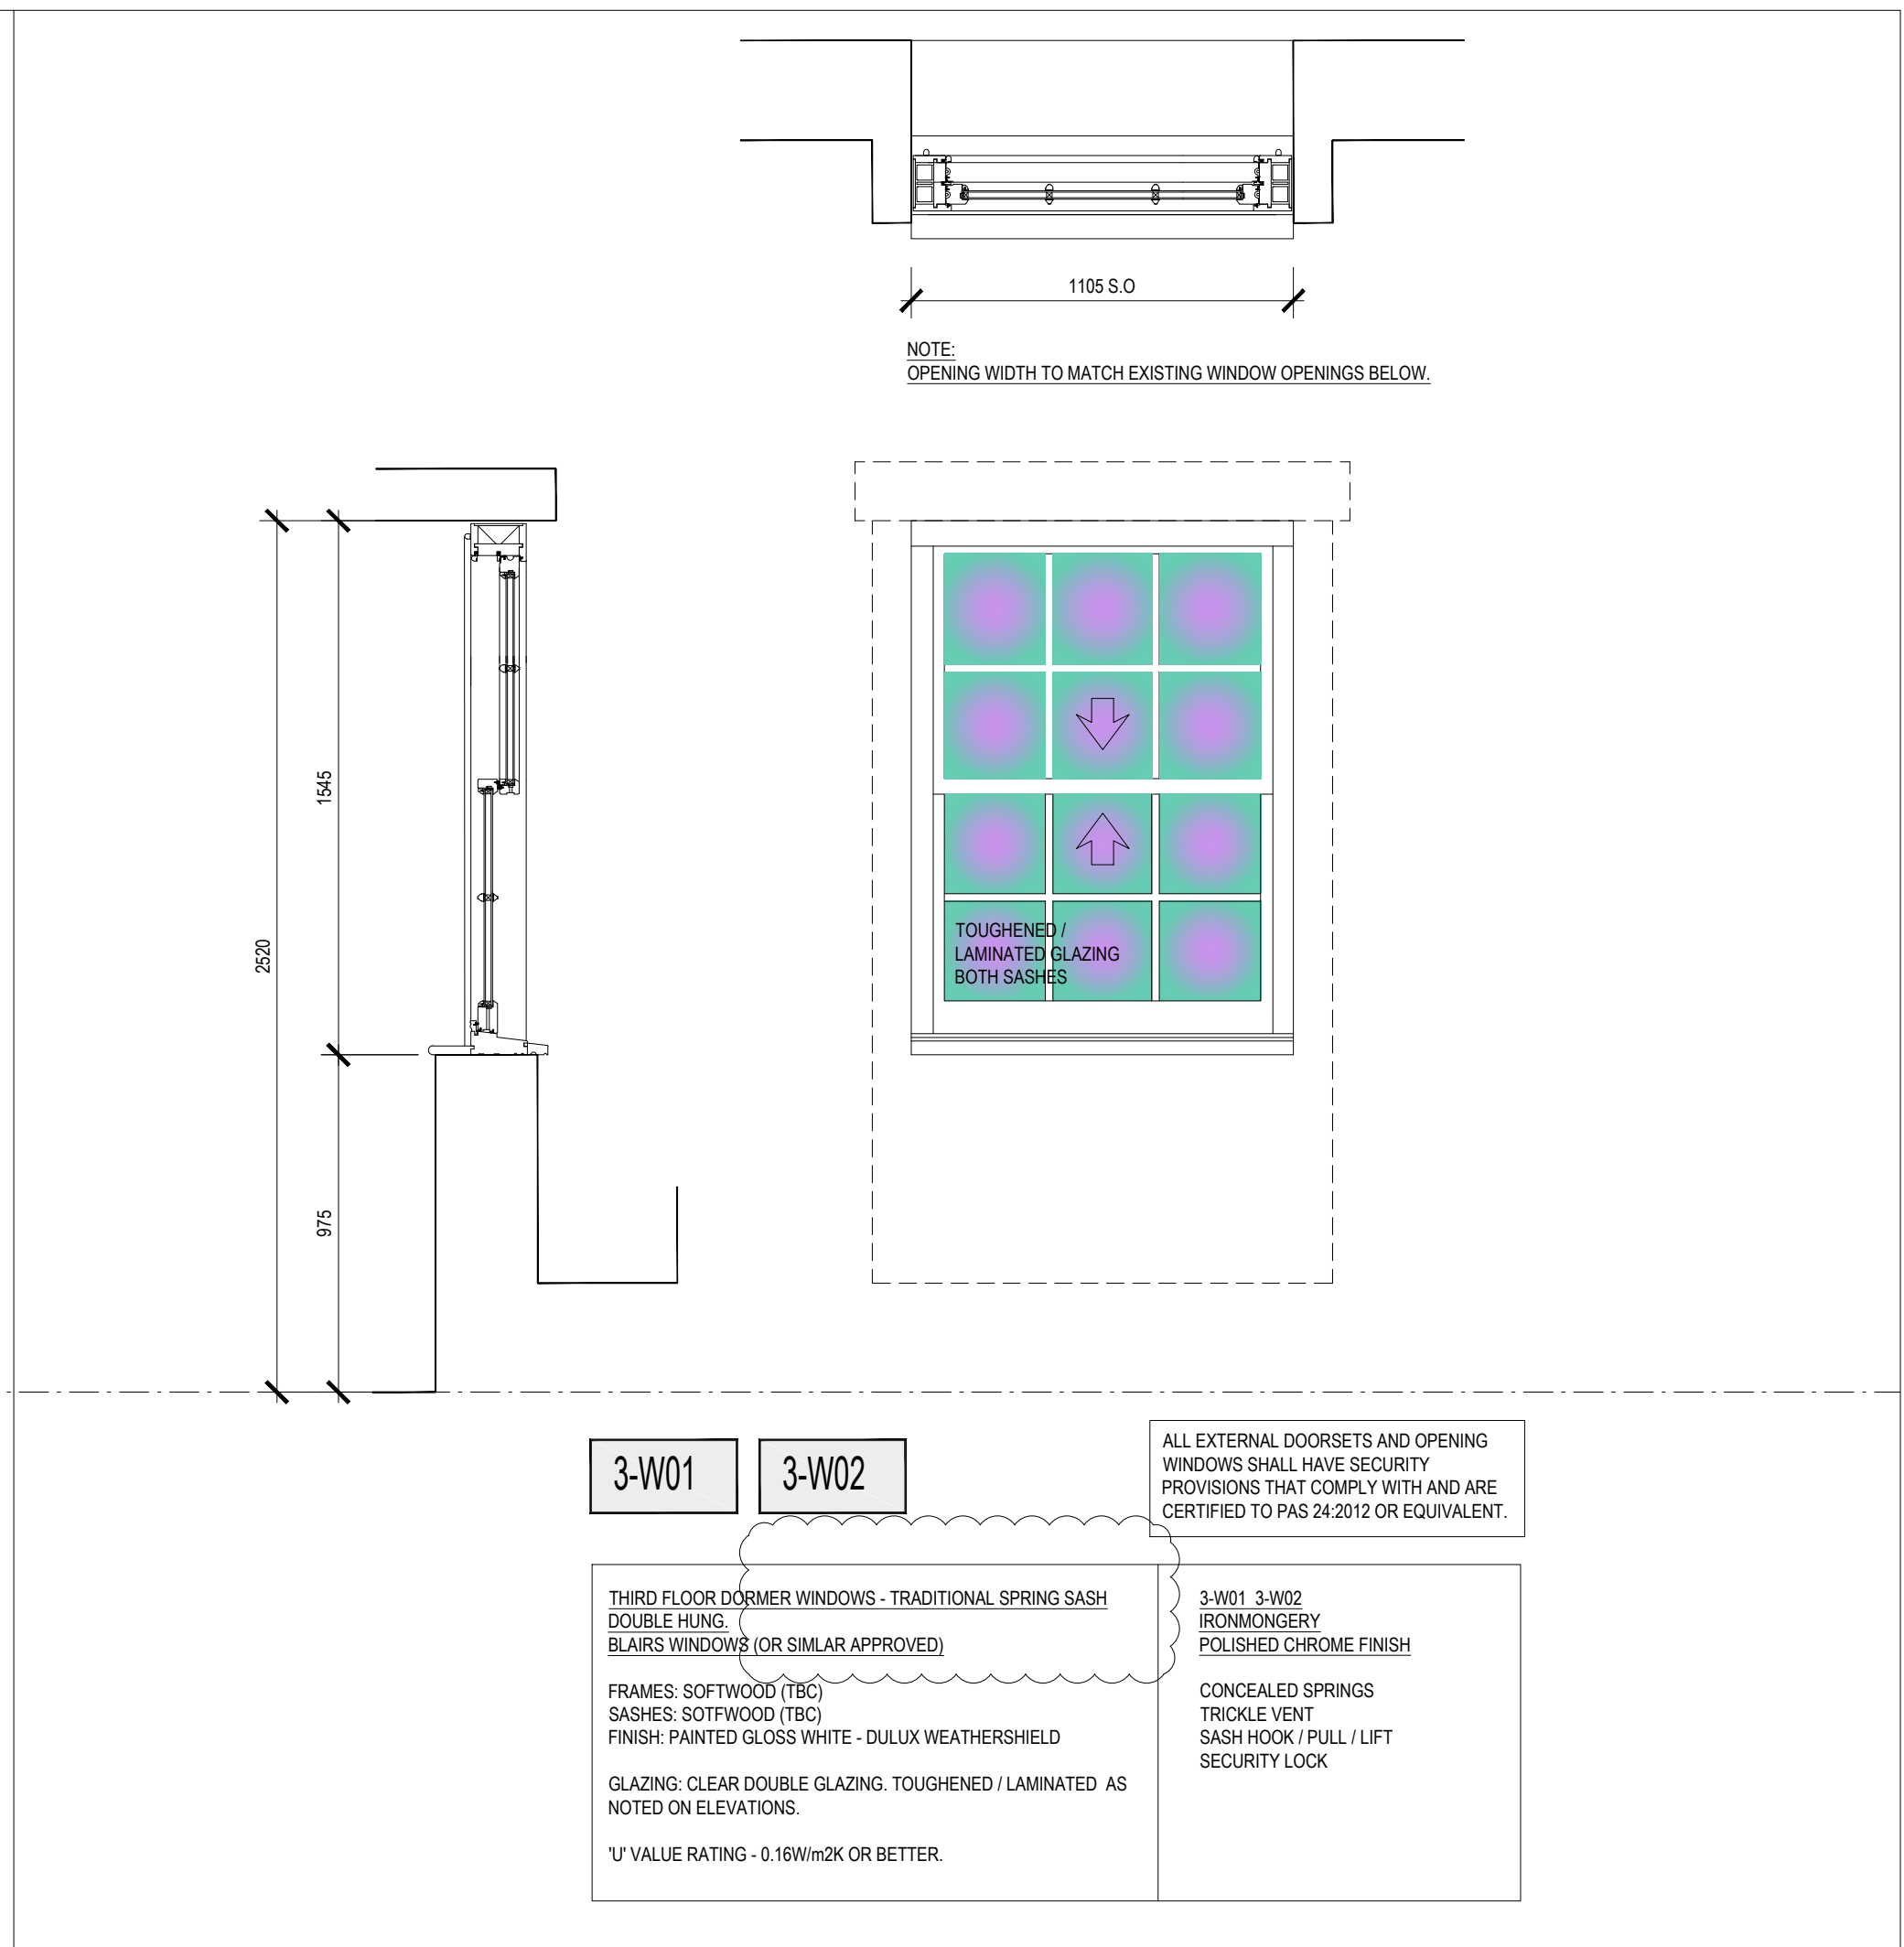 1105 S.O
NOTE:
OPENING WIDTH TO MATCH EXISTING WINDOW OPENINGS BELOW.
2520
1545
975
TOUGHENED /
LAMINATED GLAZING
BOTH SASHES
3-W01
3-W02
ALL EXTERNAL DOORSETS AND OPENING
WINDOWS SHALL HAVE SECURITY
PROVISIONS THAT COMPLY WITH AND ARE
CERTIFIED TO PAS 24:2012 OR EQUIVALENT.
THIRD FLOOR DORMER WINDOWS - TRADITIONAL SPRING SASH
DOUBLE HUNG.
BLAIRS WINDOWS (OR SIMLAR APPROVED)
FRAMES: SOFTWOOD (TBC)
SASHES: SOTFWOOD (TBC)
FINISH: PAINTED GLOSS WHITE - DULUX WEATHERSHIELD
GLAZING: CLEAR DOUBLE GLAZING. TOUGHENED / LAMINATED AS
NOTED ON ELEVATIONS.
'U' VALUE RATING - 0.16W/m2K OR BETTER.
3-W01 3-W02
IRONMONGERY
POLISHED CHROME FINISH
CONCEALED SPRINGS
TRICKLE VENT
SASH HOOK / PULL / LIFT
SECURITY LOCK